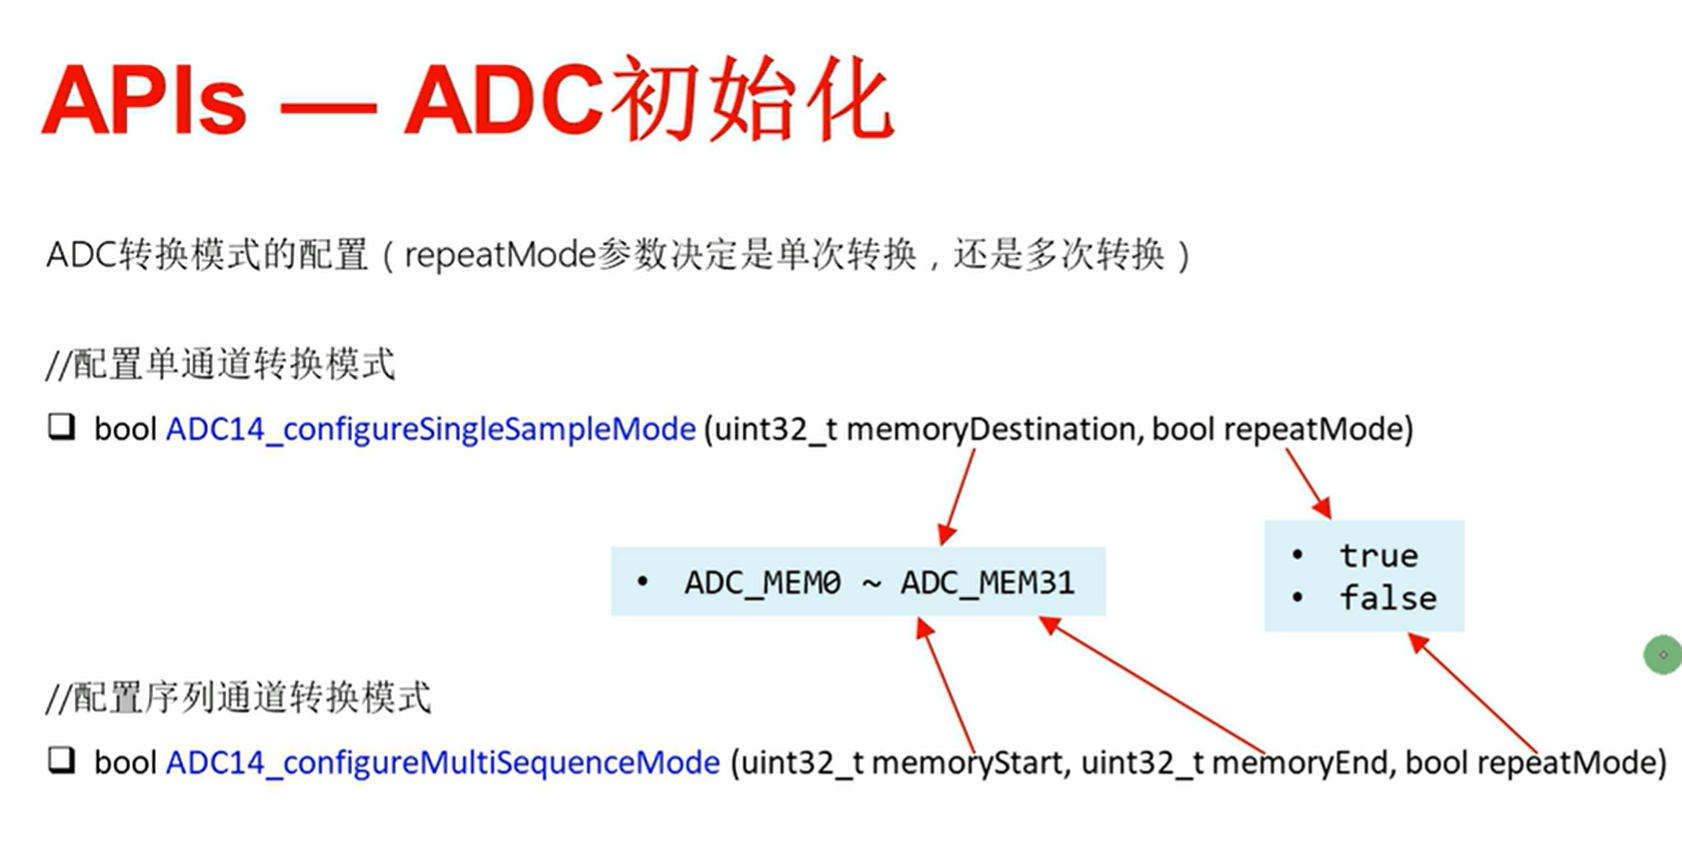 APIs — ADC初始化
ADC转换模式的配置（repeatMode参数决定是单次转换，还是多次转换）
//配置单通道转换模式
❑ bool ADC14_configureSingleSampleMode (uint32_t memoryDestination, bool repeatMode)
• ADC_MEM0 ~ ADC_MEM31
• true
• false
//配置序列通道转换模式
❑ bool ADC14_configureMultiSequenceMode (uint32_t memoryStart, uint32_t memoryEnd, bool repeatMode)